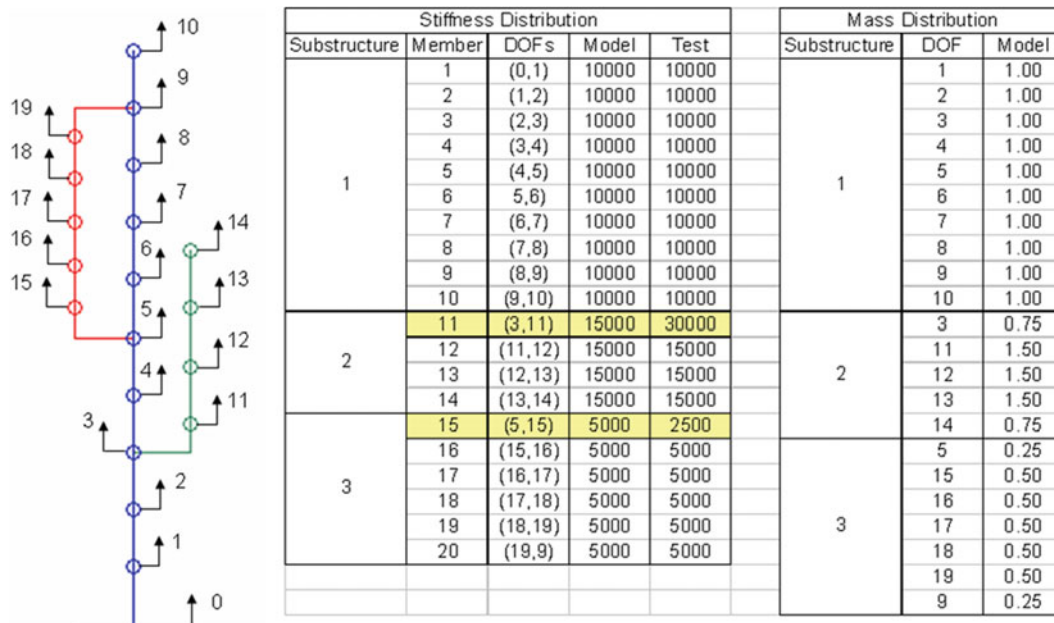 10
9
19
8
18
7
17
14
6
16
13
15
5
12
4
11
3
2
1
0
Stiffness Distribution
Substructure Member DOFs Model Test
1
1 (0,1) 10000 10000
2 (1,2) 10000 10000
3 (2,3) 10000 10000
4 (3,4) 10000 10000
5 (4,5) 10000 10000
6 5,6) 10000 10000
7 (6,7) 10000 10000
8 (7,8) 10000 10000
9 (8,9) 10000 10000
10 (9,10) 10000 10000
2
11 (3,11) 15000 30000
12 (11,12) 15000 15000
13 (12,13) 15000 15000
14 (13,14) 15000 15000
3
15 (5,15) 5000 2500
16 (15,16) 5000 5000
17 (16,17) 5000 5000
18 (17,18) 5000 5000
19 (18,19) 5000 5000
20 (19,9) 5000 5000
Mass Distribution
Substructure DOF Model
1
1 1.00
2 1.00
3 1.00
4 1.00
5 1.00
6 1.00
7 1.00
8 1.00
9 1.00
10 1.00
2
3 0.75
11 1.50
12 1.50
13 1.50
14 0.75
3
5 0.25
15 0.50
16 0.50
17 0.50
18 0.50
19 0.50
9 0.25